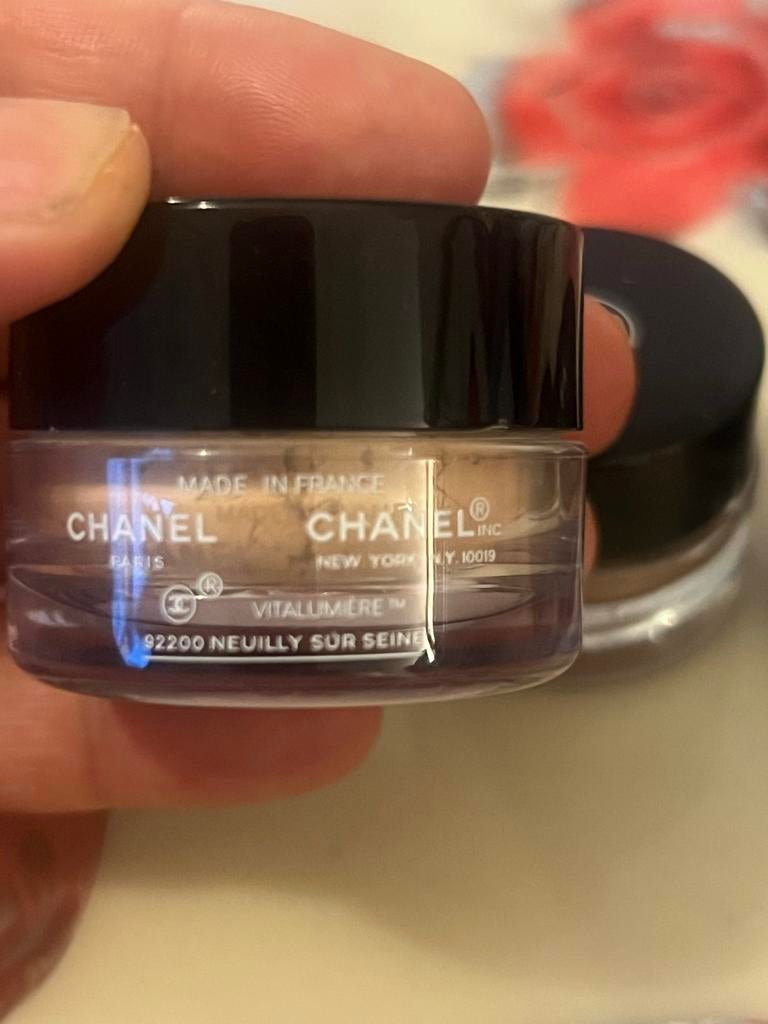 MADE IN FRANCE
CHANEL CHANEL® INC
PARIS NEW YORK N.Y. 10019
® VITALUMIÈRE™
92200 NEUILLY SUR SEINE